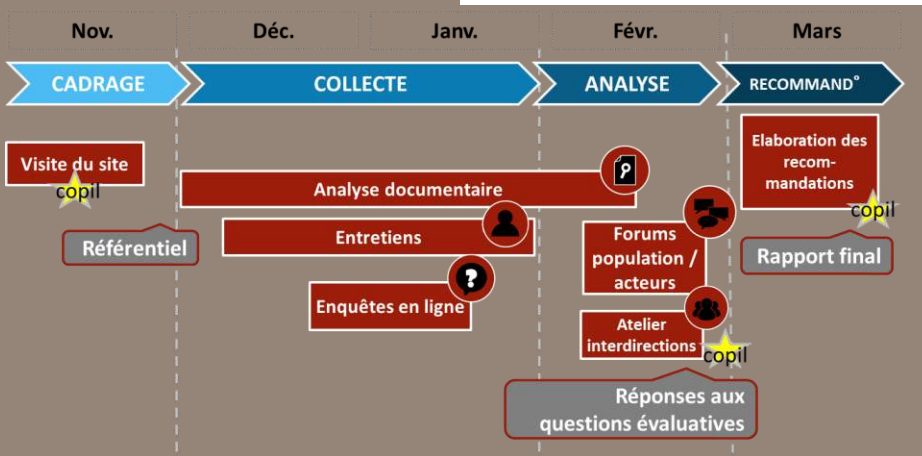 Nov.
Déc.
Janv.
Févr.
Mars
CADRAGE
COLLECTE
ANALYSE
RECOMMAND°
Visite du site
copil
Référentiel
Analyse documentaire
Entretiens
Enquêtes en ligne
?
Forums
population /
acteurs
Atelier
interdirections
copil
Réponses aux
questions évaluatives
Elaboration des
recom-
mandations
copil
Rapport final